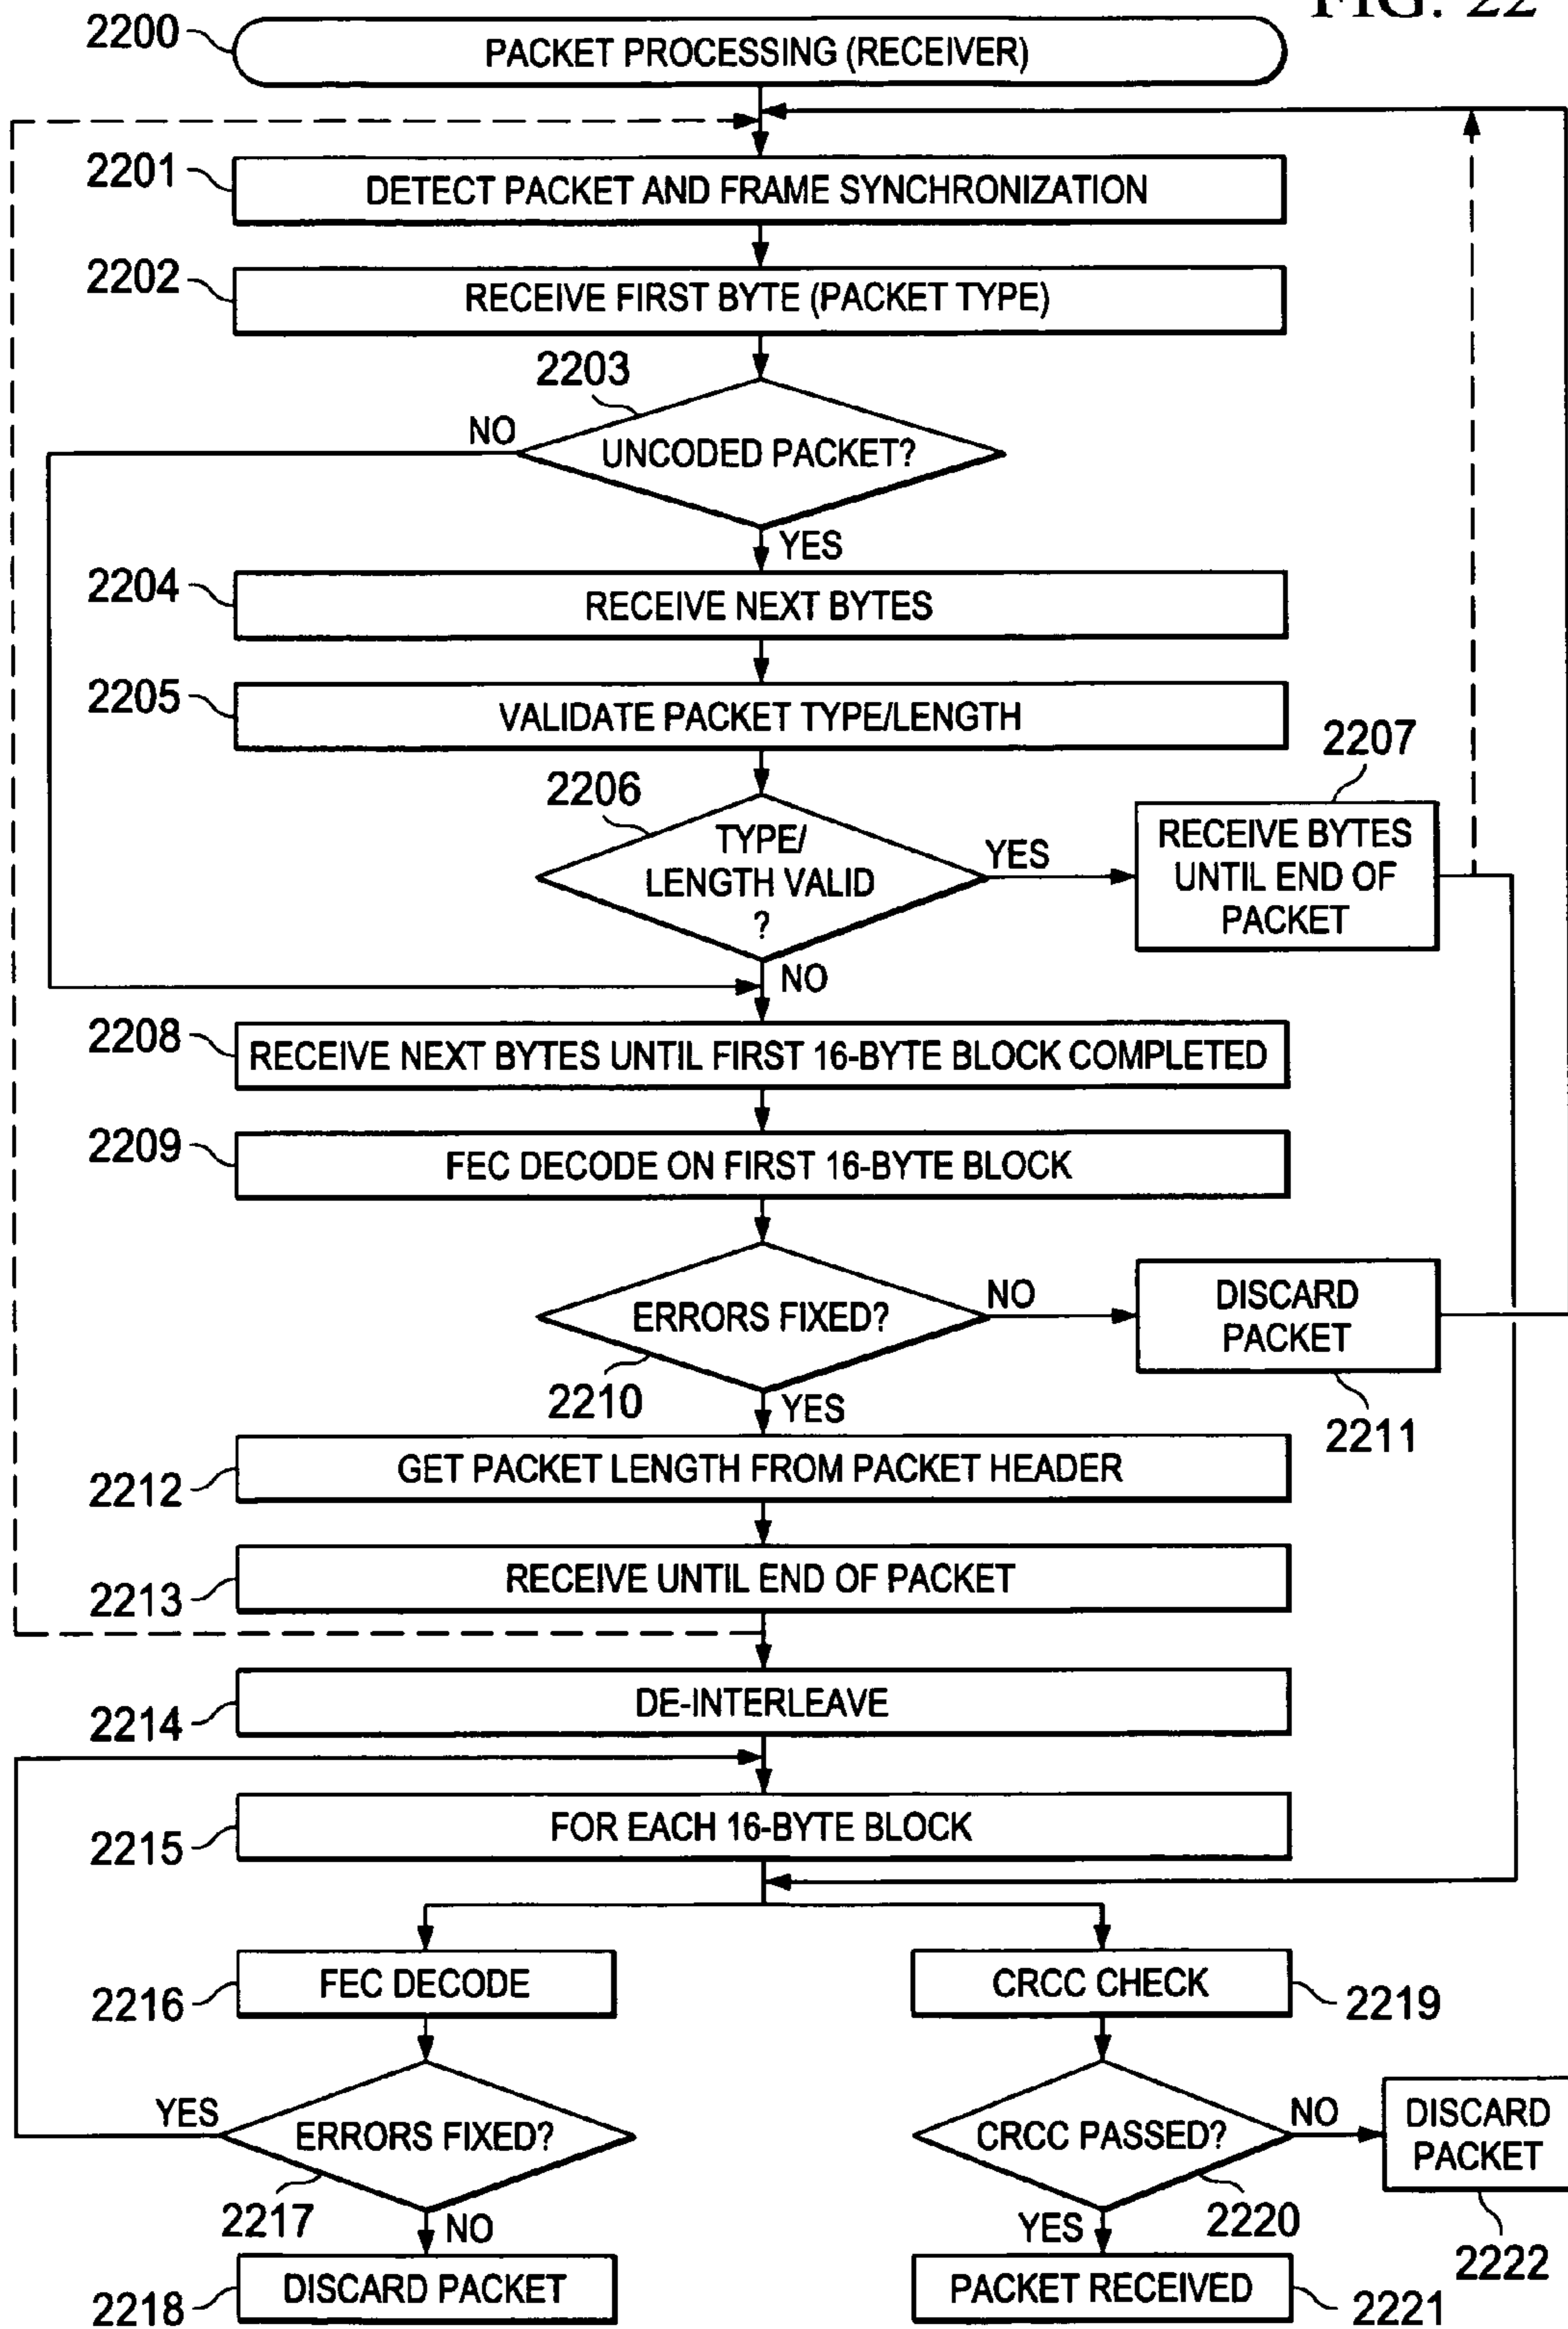 FIG. 22
2200
PACKET PROCESSING (RECEIVER)
2201
DETECT PACKET AND FRAME SYNCHRONIZATION
2202
RECEIVE FIRST BYTE (PACKET TYPE)
2203
NO
UNCODED PACKET?
YES
2204
RECEIVE NEXT BYTES
2205
VALIDATE PACKET TYPE/LENGTH
2206
TYPE/
LENGTH VALID
?
YES
2207
RECEIVE BYTES
UNTIL END OF
PACKET
NO
2208
RECEIVE NEXT BYTES UNTIL FIRST 16-BYTE BLOCK COMPLETED
2209
FEC DECODE ON FIRST 16-BYTE BLOCK
ERRORS FIXED?
NO
DISCARD
PACKET
2210
YES
2211
GET PACKET LENGTH FROM PACKET HEADER
2212
RECEIVE UNTIL END OF PACKET
2213
DE-INTERLEAVE
2214
FOR EACH 16-BYTE BLOCK
2215
FEC DECODE
2216
CRCC CHECK
2219
YES
ERRORS FIXED?
CRCC PASSED?
NO
DISCARD
PACKET
2217
NO
2220
YES
2222
DISCARD PACKET
2218
PACKET RECEIVED
2221